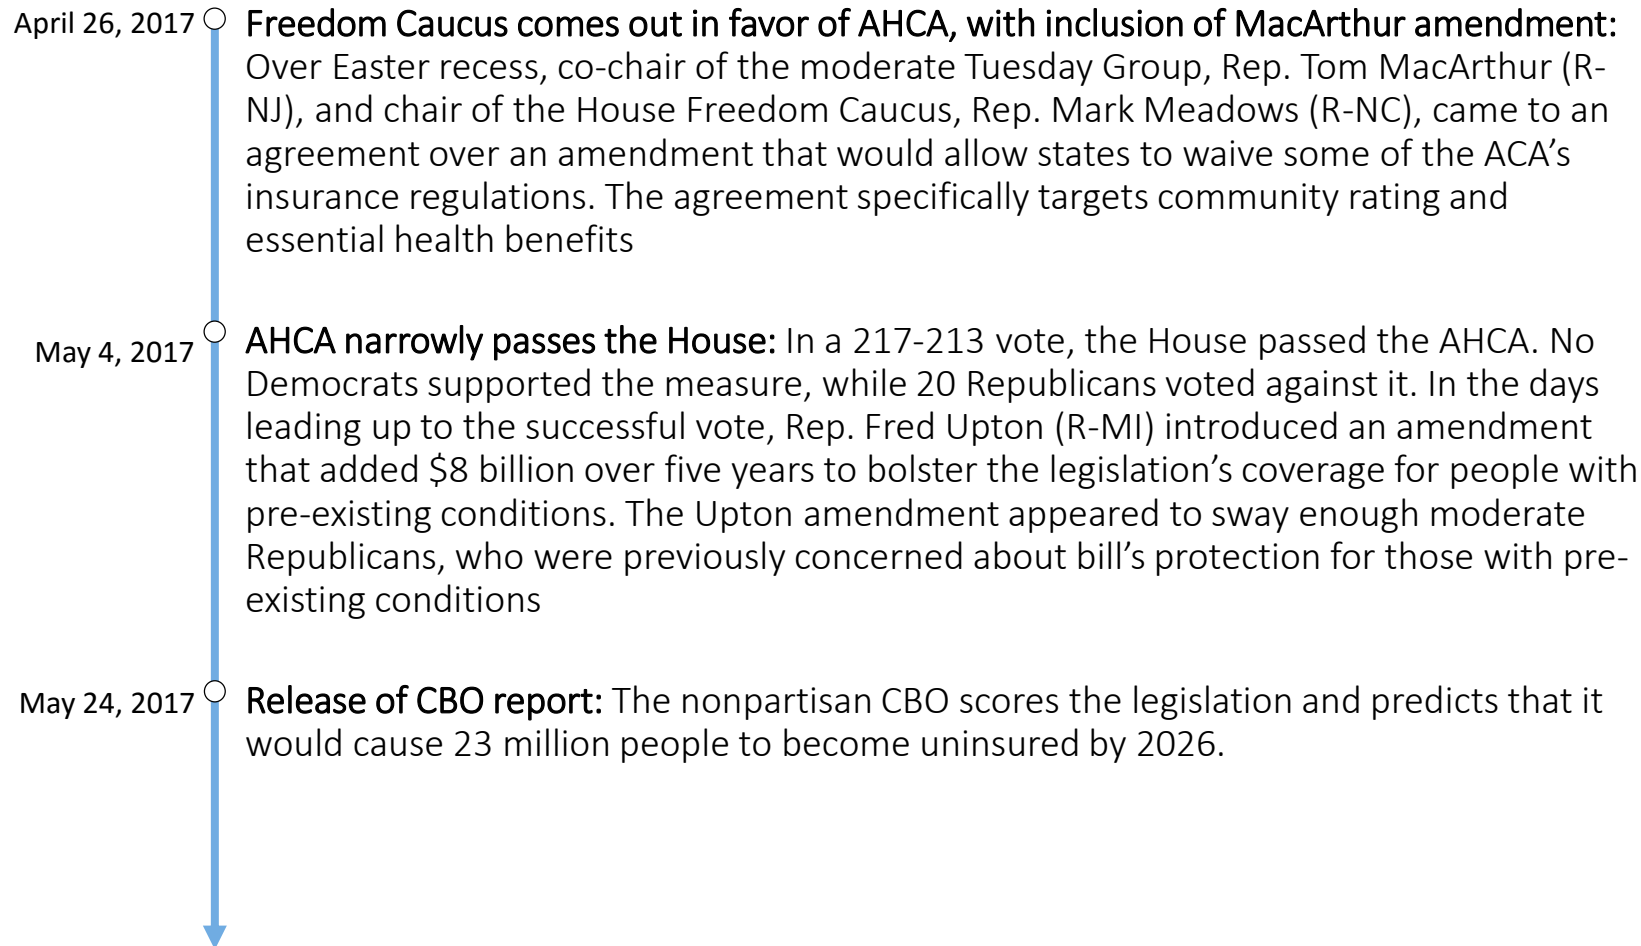 April 26, 2017
Freedom Caucus comes out in favor of AHCA, with inclusion of MacArthur amendment:
Over Easter recess, co-chair of the moderate Tuesday Group, Rep. Tom MacArthur (R-
NJ), and chair of the House Freedom Caucus, Rep. Mark Meadows (R-NC), came to an
agreement over an amendment that would allow states to waive some of the ACA’s
insurance regulations. The agreement specifically targets community rating and
essential health benefits
May 4, 2017
AHCA narrowly passes the House: In a 217-213 vote, the House passed the AHCA. No
Democrats supported the measure, while 20 Republicans voted against it. In the days
leading up to the successful vote, Rep. Fred Upton (R-MI) introduced an amendment
that added $8 billion over five years to bolster the legislation’s coverage for people with
pre-existing conditions. The Upton amendment appeared to sway enough moderate
Republicans, who were previously concerned about bill’s protection for those with pre-
existing conditions
May 24, 2017
Release of CBO report: The nonpartisan CBO scores the legislation and predicts that it
would cause 23 million people to become uninsured by 2026.